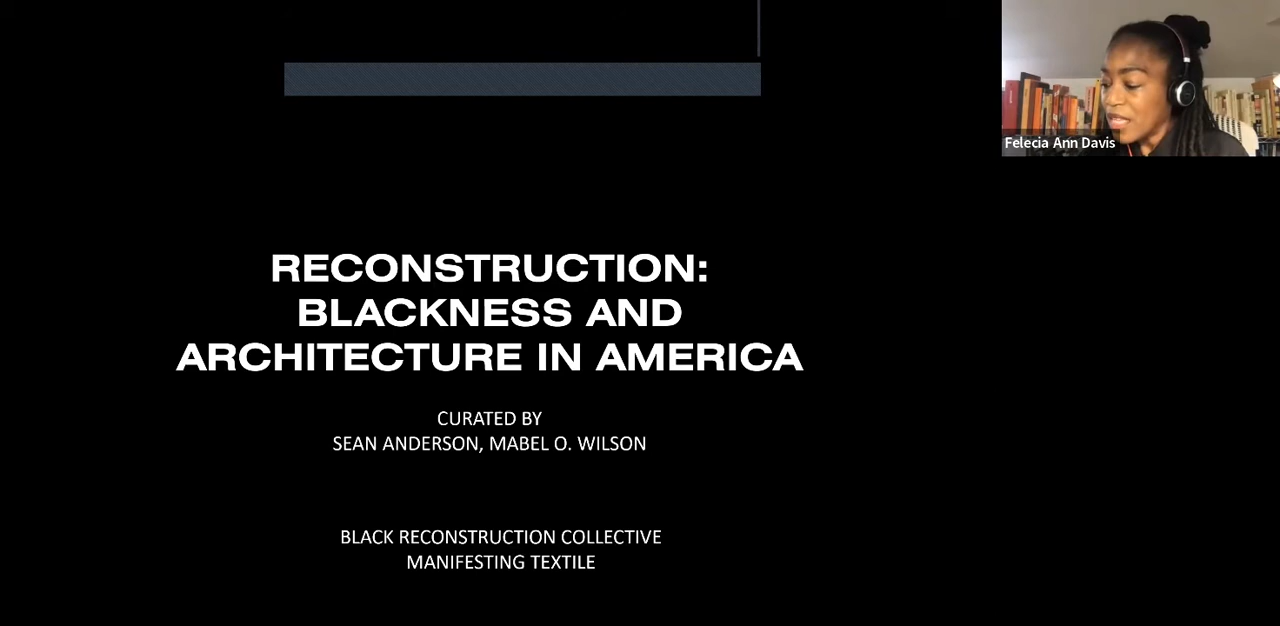 RECONSTRUCTION:
BLACKNESS AND
ARCHITECTURE IN AMERICA
CURATED BY
SEAN ANDERSON, MABEL O. WILSON
BLACK RECONSTRUCTION COLLECTIVE
MANIFESTING TEXTILE
Felecia Ann Davis